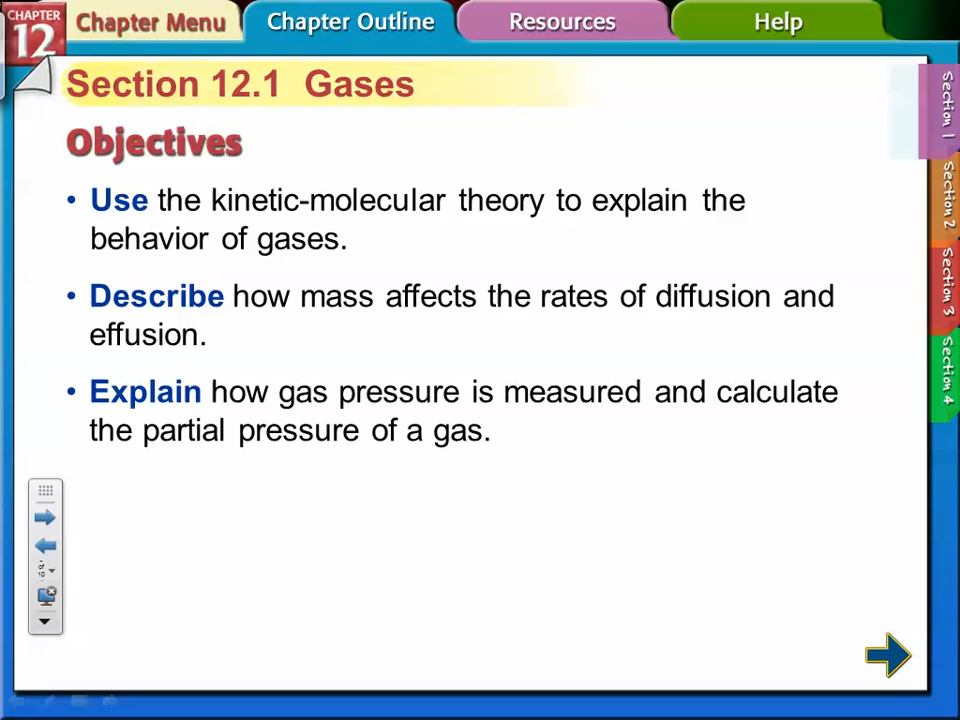 CHAPTER
12
Chapter Menu
Chapter Outline
Resources
Help
Section 12.1 Gases
Objectives
• Use the kinetic-molecular theory to explain the
behavior of gases.
• Describe how mass affects the rates of diffusion and
effusion.
• Explain how gas pressure is measured and calculate
the partial pressure of a gas.
Section 1
Section 2
Section 3
Section 4
of
10